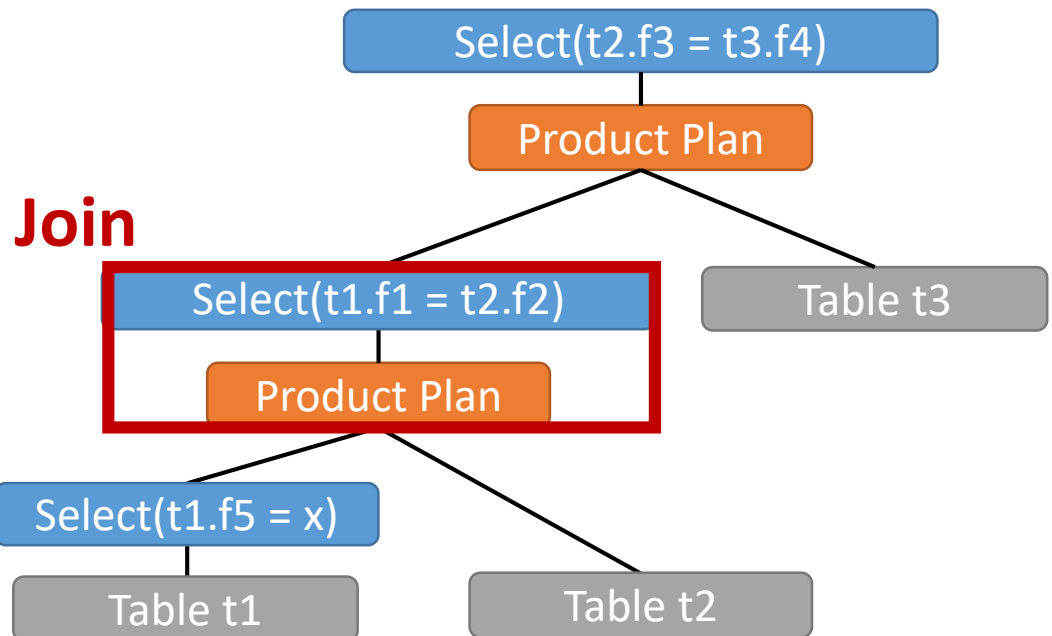 Select(t2.f3 = t3.f4)
Product Plan
Join
Select(t1.f1 = t2.f2)
Table t3
Product Plan
Select(t1.f5 = x)
Table t1
Table t2